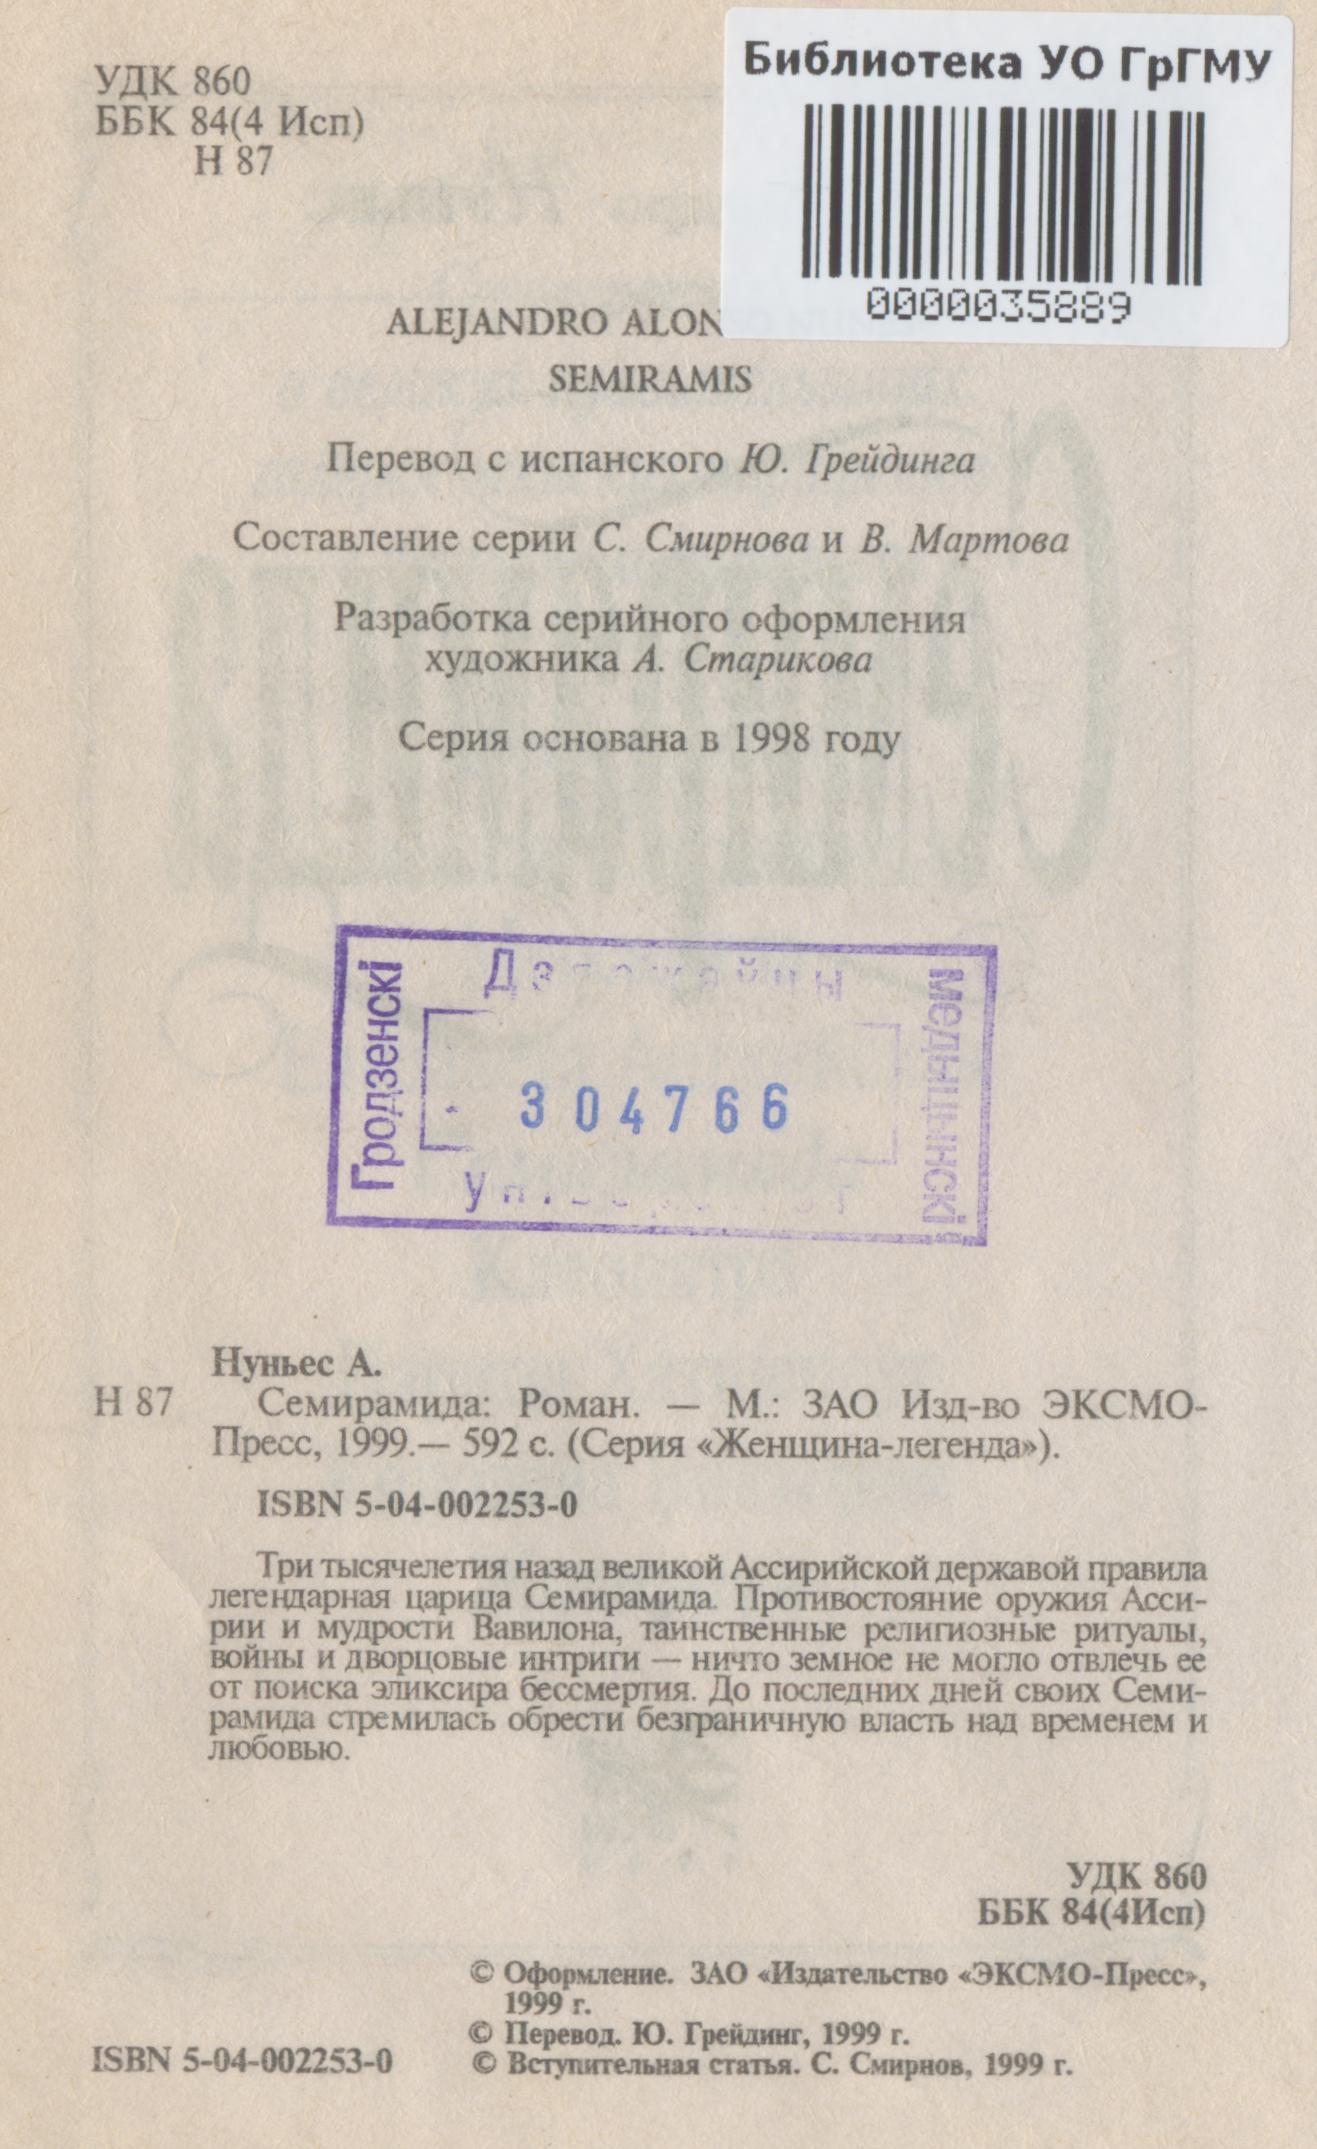 УДК 860
ББК 84(4 Исп)
Н 87
Библиотека УО ГрГМУ
0000035889
ALEJANDRO
SEMIRAMIS
Перевод с испанского Ю. Грейдинга
Составление серии С. Смирнова и В. Мартова
Разработка серийного оформления
художника А. Старикова
Серия основана в 1998 году
Гродзенскі
медыцынскі
304766
Нуньес А.
Н 87 Семирамида: Роман. — М.: ЗАО Изд-во ЭКСМО-
Пресс, 1999.— 592 с. (Серия «Женщина-легенда»).
ISBN 5-04-002253-0
Три тысячелетия назад великой Ассирийской державой правила
легендарная царица Семирамида. Противостояние оружия Асси-
рии и мудрости Вавилона, таинственные религиозные ритуалы,
войны и дворцовые интриги — ничто земное не могло отвлечь ее
от поиска эликсира бессмертия. До последних дней своих Семи-
рамида стремилась обрести безграничную власть над временем и
любовью.
УДК 860
ББК 84(4Исп)
© Оформление. ЗАО «Издательство «ЭКСМО-Пресс»,
1999 г.
© Перевод. Ю. Грейдинг, 1999 г.
ISBN 5-04-002253-0 © Вступительная статья. С. Смирнов, 1999 г.